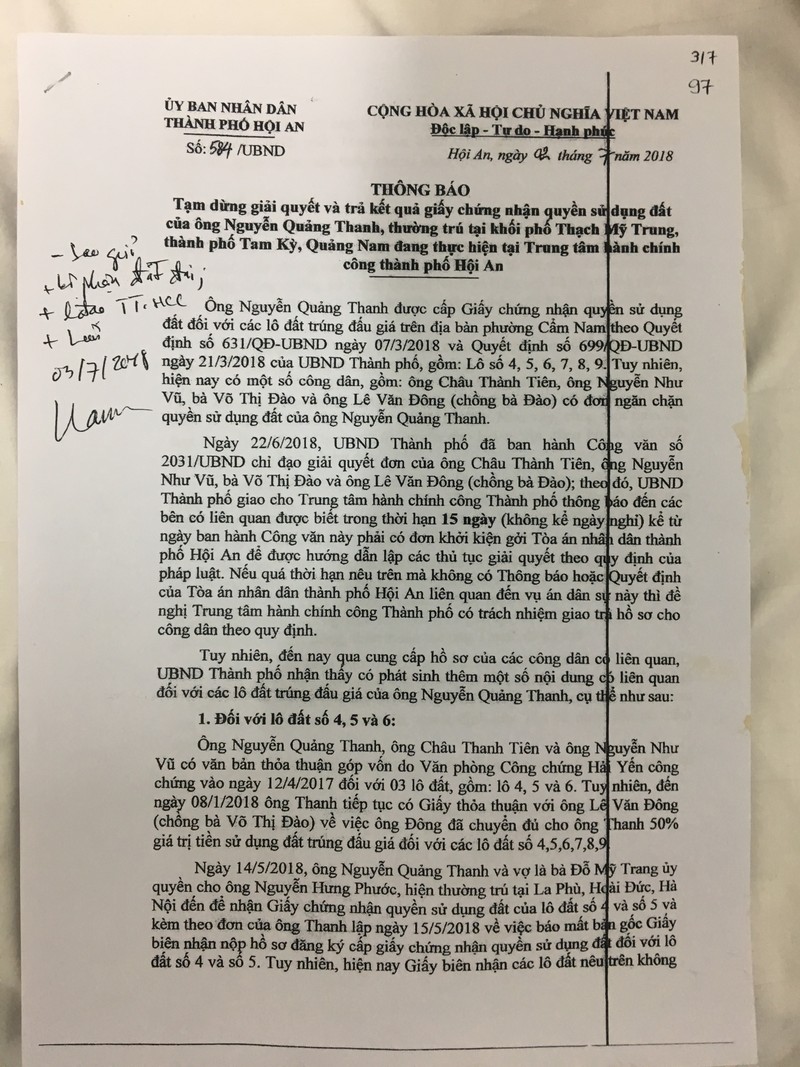 317
97
ỦY BAN NHÂN DÂN
THÀNH PHỐ HỘI AN
Số: 584/UBND
CỘNG HÒA XÃ HỘI CHỦ NGHĨA VIỆT NAM
Độc lập - Tự do - Hạnh phúc
Hội An, ngày 02 tháng 7 năm 2018
THÔNG BÁO
Tạm dừng giải quyết và trả kết quả giấy chứng nhận quyền sử dụng đất
của ông Nguyễn Quảng Thanh, thường trú tại khối phố Thạch Mỹ Trung,
thành phố Tam Kỳ, Quảng Nam đang thực hiện tại Trung tâm hành chính
công thành phố Hội An
- Sao gửi
+ Bộ phận đất đai;
+ TT. HCC
+ Lưu
03/7/2018
Ông Nguyễn Quảng Thanh được cấp Giấy chứng nhận quyền sử dụng
đất đối với các lô đất trúng đấu giá trên địa bàn phường Cẩm Nam theo Quyết
định số 631/QĐ-UBND ngày 07/3/2018 và Quyết định số 699/QĐ-UBND
ngày 21/3/2018 của UBND Thành phố, gồm: Lô số 4, 5, 6, 7, 8, 9. Tuy nhiên,
hiện nay có một số công dân, gồm: ông Châu Thành Tiên, ông Nguyễn Như
Vũ, bà Võ Thị Đào và ông Lê Văn Đông (chồng bà Đào) có đơn ngăn chặn
quyền sử dụng đất của ông Nguyễn Quảng Thanh.
Ngày 22/6/2018, UBND Thành phố đã ban hành Công văn số
2031/UBND chỉ đạo giải quyết đơn của ông Châu Thành Tiên, ông Nguyễn
Như Vũ, bà Võ Thị Đào và ông Lê Văn Đông (chồng bà Đào); theo đó, UBND
Thành phố giao cho Trung tâm hành chính công Thành phố thông báo đến các
bên có liên quan được biết trong thời hạn 15 ngày (không kể ngày nghỉ) kể từ
ngày ban hành Công văn này phải có đơn khởi kiện gởi Tòa án nhân dân thành
phố Hội An để được hướng dẫn lập các thủ tục giải quyết theo quy định của
pháp luật. Nếu quá thời hạn nêu trên mà không có Thông báo hoặc Quyết định
của Tòa án nhân dân thành phố Hội An liên quan đến vụ án dân sự này thì đề
nghị Trung tâm hành chính công Thành phố có trách nhiệm giao trả hồ sơ cho
công dân theo quy định.
Tuy nhiên, đến nay qua cung cấp hồ sơ của các công dân có liên quan,
UBND Thành phố nhận thấy có phát sinh thêm một số nội dung có liên quan
đối với các lô đất trúng đấu giá của ông Nguyễn Quảng Thanh, cụ thể như sau:
1. Đối với lô đất số 4, 5 và 6:
Ông Nguyễn Quảng Thanh, ông Châu Thanh Tiên và ông Nguyễn Như
Vũ có văn bản thỏa thuận góp vốn do Văn phòng Công chứng Hải Yến công
chứng vào ngày 12/4/2017 đối với 03 lô đất, gồm: lô 4, 5 và 6. Tuy nhiên, đến
ngày 08/1/2018 ông Thanh tiếp tục có Giấy thỏa thuận với ông Lê Văn Đông
(chồng bà Võ Thị Đào) về việc ông Đông đã chuyển đủ cho ông Thanh 50%
giá trị tiền sử dụng đất trúng đấu giá đối với các lô đất số 4,5,6,7,8,9
Ngày 14/5/2018, ông Nguyễn Quảng Thanh và vợ là bà Đỗ Mỹ Trang ủy
quyền cho ông Nguyễn Hưng Phước, hiện thường trú tại La Phù, Hoài Đức, Hà
Nội đến để nhận Giấy chứng nhận quyền sử dụng đất của lô đất số 4 và số 5 và
kèm theo đơn của ông Thanh lập ngày 15/5/2018 về việc báo mất bản gốc Giấy
biên nhận nộp hồ sơ đăng ký cấp giấy chứng nhận quyền sử dụng đất đối với lô
đất số 4 và số 5. Tuy nhiên, hiện nay Giấy biên nhận các lô đất nêu trên không